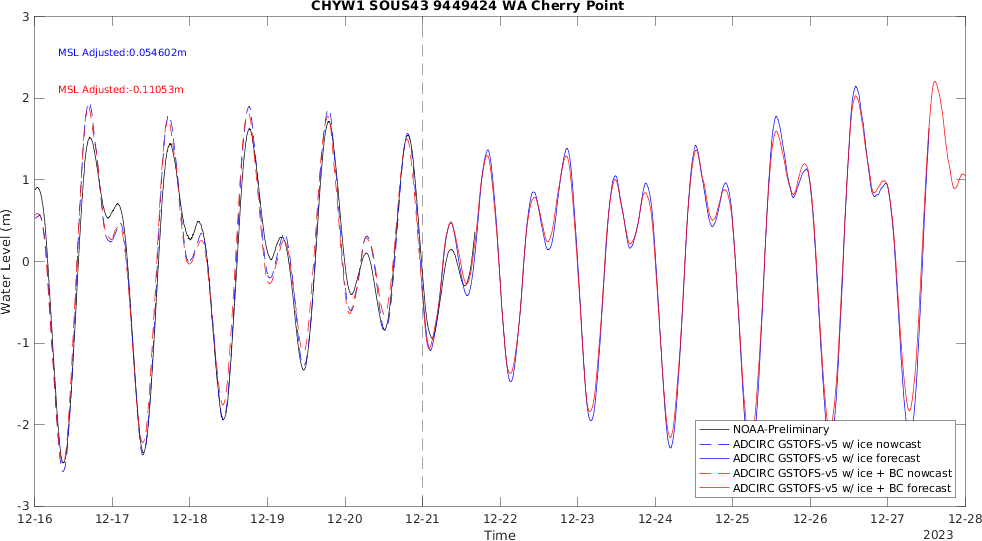 CHYW1 SOUS43 9449424 WA Cherry Point
MSL Adjusted:0.054602m
MSL Adjusted:-0.11053m
Water Level (m)
3
2
1
0
-1
-2
-3
NOAA-Preliminary
ADCIRC GSTOFS-v5 w/ ice nowcast
ADCIRC GSTOFS-v5 w/ ice forecast
ADCIRC GSTOFS-v5 w/ ice + BC nowcast
ADCIRC GSTOFS-v5 w/ ice + BC forecast
12-16 12-17 12-18 12-19 12-20 12-21 12-22 12-23 12-24 12-25 12-26 12-27 12-28
Time
2023